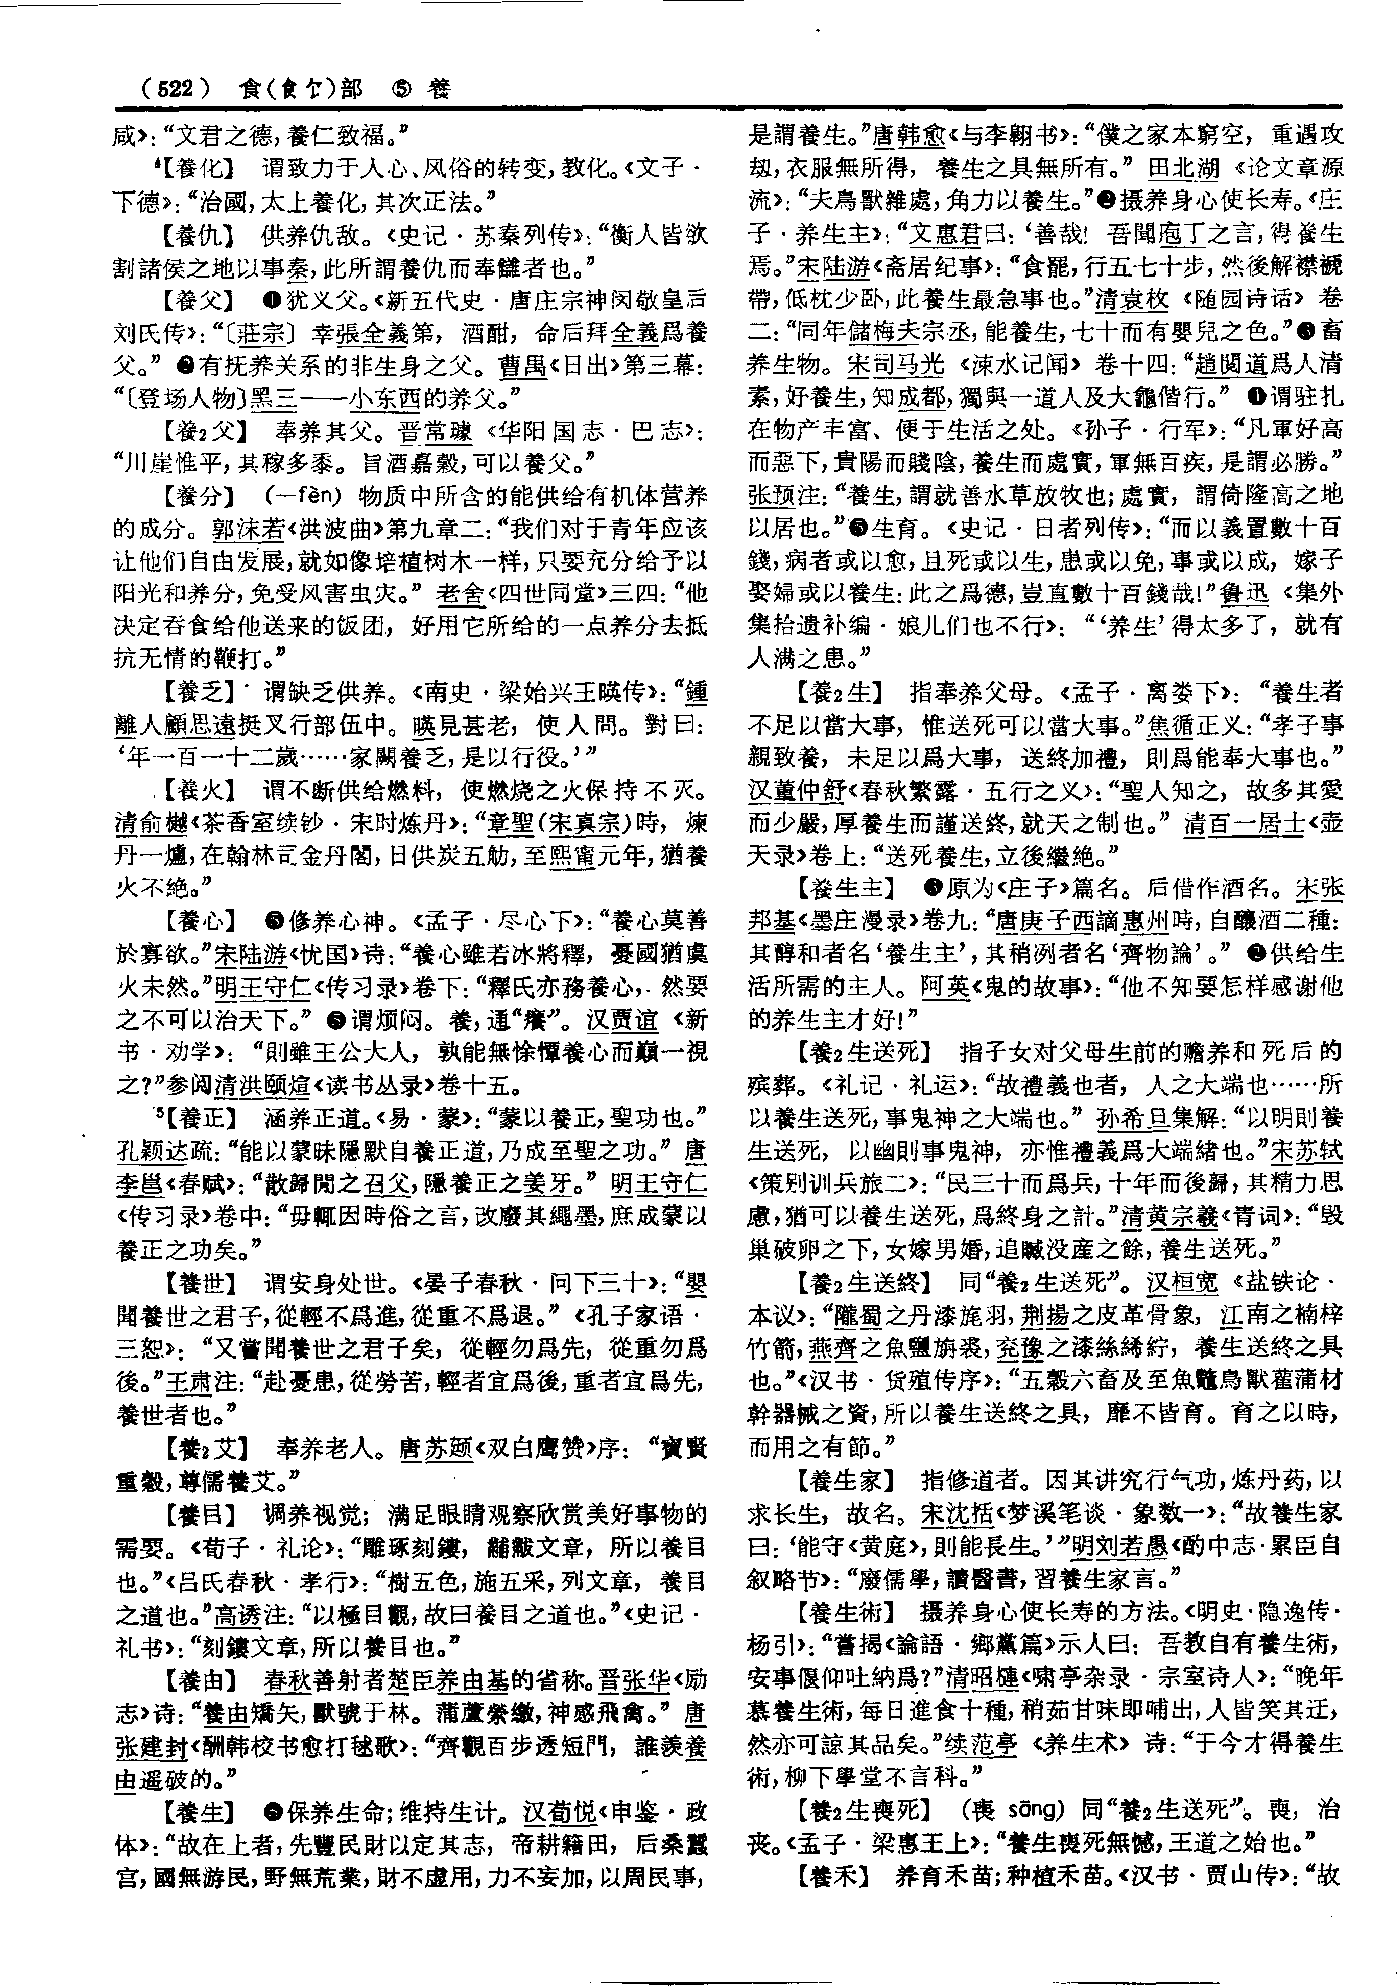 （522） 食（飠饣）部 ⑤ 養
咸》：“文君之德，養仁致福。”
⁴【養化】 谓致力于人心、风俗的转变，教化。《文子·
下德》：“治國，太上養化，其次正法。”
【養仇】 供养仇敌。《史记·苏秦列传》：“衡人皆欲
割諸侯之地以事秦，此所謂養仇而奉讎者也。”
【養父】 ❶犹义父。《新五代史·唐庄宗神闵敬皇后
刘氏传》：“〔莊宗〕幸張全義第，酒酣，命后拜全義爲養
父。” ❷有抚养关系的非生身之父。曹禺《日出》第三幕：
“〔登场人物〕黑三——小东西的养父。”
【養₂父】 奉养其父。晋常璩《华阳国志·巴志》：
“川崖惟平，其稼多黍。旨酒嘉穀，可以養父。”
【養分】 （—fèn）物质中所含的能供给有机体营养
的成分。郭沫若《洪波曲》第九章二：“我们对于青年应该
让他们自由发展，就如像培植树木一样，只要充分给予以
阳光和养分，免受风害虫灾。” 老舍《四世同堂》三四：“他
决定吞食给他送来的饭团，好用它所给的一点养分去抵
抗无情的鞭打。”
【養乏】 谓缺乏供养。《南史·梁始兴王暎传》：“鍾
離人顧思遠挺叉行部伍中。暎見甚老，使人問。對曰：
‘年一百一十二歲……家闕養乏，是以行役。’”
【養火】 谓不断供给燃料，使燃烧之火保持不灭。
清俞樾《茶香室续钞·宋时炼丹》：“章聖（宋真宗）時，煉
丹一爐，在翰林司金丹閣，日供炭五觔，至熙甯元年，猶養
火不绝。”
【養心】 ❶修养心神。《孟子·尽心下》：“養心莫善
於寡欲。”宋陆游《忧国》诗：“養心雖若冰將釋，憂國猶虞
火未然。”明王守仁《传习录》卷下：“釋氏亦務養心，然要
之不可以治天下。” ❷谓烦闷。養，通“癢”。汉贾谊《新
书·劝学》：“則雖王公大人，孰能無悇憛養心而巔一視
之？”参阅清洪颐煊《读书丛录》卷十五。
⁵【養正】 涵养正道。《易·蒙》：“蒙以養正，聖功也。”
孔颖达疏：“能以蒙昧隱默自養正道，乃成至聖之功。” 唐
李邕《春赋》：“散歸閒之召父，隱養正之姜牙。” 明王守仁
《传习录》卷中：“毋輒因時俗之言，改廢其繩墨，庶成蒙以
養正之功矣。”
【養世】 谓安身处世。《晏子春秋·问下三十》：“嬰
聞養世之君子，從輕不爲進，從重不爲退。”《孔子家语·
三恕》：“又嘗聞養世之君子矣，從輕勿爲先，從重勿爲
後。”王肃注：“赴憂患，從勞苦，輕者宜爲後，重者宜爲先，
養世者也。”
【養₂艾】 奉养老人。唐苏颋《双白鹰赞》序：“寶賢
重穀，尊儒養艾。”
【養目】 调养视觉；满足眼睛观察欣赏美好事物的
需要。《荀子·礼论》：“雕琢刻鏤，黼黻文章，所以養目
也。”《吕氏春秋·孝行》：“樹五色，施五采，列文章，養目
之道也。”高诱注：“以極目觀，故曰養目之道也。”《史记·
礼书》：“刻鏤文章，所以養目也。”
【養由】 春秋善射者楚臣养由基的省称。晋张华《励
志》诗：“養由矯矢，獸號于林。蒲蘆縈繳，神感飛禽。” 唐
张建封《酬韩校书愈打毬歌》：“齊觀百步透短門，誰羡養
由遥破的。”
【養生】 ❶保养生命；维持生计。汉荀悦《申鉴·政
体》：“故在上者，先豐民財以定其志，帝耕籍田，后桑蠶
宫，國無游民，野無荒業，財不虚用，力不妄加，以周民事，
是謂養生。”唐韩愈《与李翱书》：“僕之家本窮空，重遇攻
劫，衣服無所得，養生之具無所有。” 田北湖《论文章源
流》：“夫鳥獸雜處，角力以養生。”❷摄养身心使长寿。《庄
子·养生主》：“文惠君曰：‘善哉！吾聞庖丁之言，得養生
焉。”宋陆游《斋居纪事》：“食罷，行五七十步，然後解襟褫
帶，低枕少卧，此養生最急事也。”清袁枚《随园诗话》卷
二：“同年儲梅夫宗丞，能養生，七十而有嬰兒之色。”❸畜
养生物。宋司马光《涑水记闻》卷十四：“趙閲道爲人清
素，好養生，知成都，獨與一道人及大龜偕行。” ❹谓驻扎
在物产丰富、便于生活之处。《孙子·行军》：“凡軍好高
而惡下，貴陽而賤陰，養生而處實，軍無百疾，是謂必勝。”
张预注：“養生，謂就善水草放牧也；處實，謂倚隆高之地
以居也。”❺生育。《史记·日者列传》：“而以義置數十百
錢，病者或以愈，且死或以生，患或以免，事或以成，嫁子
娶婦或以養生：此之爲德，豈直數十百錢哉！”鲁迅《集外
集拾遗补编·娘儿们也不行》：“‘养生’得太多了，就有
人满之患。”
【養₂生】 指奉养父母。《孟子·离娄下》：“養生者
不足以當大事，惟送死可以當大事。”焦循正义：“孝子事
親致養，未足以爲大事，送終加禮，則爲能奉大事也。”
汉董仲舒《春秋繁露·五行之义》：“聖人知之，故多其愛
而少嚴，厚養生而謹送終，就天之制也。” 清百一居士《壶
天录》卷上：“送死養生，立後繼絶。”
【養生主】 ❶原为《庄子》篇名。后借作酒名。宋张
邦基《墨庄漫录》卷九：“唐庚子西謫惠州時，自釀酒二種：
其醇和者名‘養生主’，其稍冽者名‘齊物論’。” ❷供给生
活所需的主人。阿英《鬼的故事》：“他不知要怎样感谢他
的养生主才好！”
【養₂生送死】 指子女对父母生前的赡养和死后的
殡葬。《礼记·礼运》：“故禮義也者，人之大端也……所
以養生送死，事鬼神之大端也。” 孙希旦集解：“以明則養
生送死，以幽則事鬼神，亦惟禮義爲大端緒也。”宋苏轼
《策别训兵旅二》：“民三十而爲兵，十年而後歸，其精力思
慮，猶可以養生送死，爲終身之計。”清黄宗羲《青词》：“毁
巢破卵之下，女嫁男婚，追贓没産之餘，養生送死。”
【養₂生送終】 同“養₂生送死”。汉桓宽《盐铁论·
本议》：“隴蜀之丹漆旄羽，荆揚之皮革骨象，江南之楠梓
竹箭，燕齊之魚鹽旃裘，兖豫之漆絲絺紵，養生送終之具
也。”《汉书·货殖传序》：“五穀六畜及至魚鼈鳥獸雚蒲材
幹器械之資，所以養生送終之具，靡不皆育。育之以時，
而用之有節。”
【養生家】 指修道者。因其讲究行气功，炼丹药，以
求长生，故名。宋沈括《梦溪笔谈·象数一》：“故養生家
曰：‘能守《黄庭》，則能長生。’”明刘若愚《酌中志·累臣自
叙略节》：“廢儒學，讀醫書，習養生家言。”
【養生術】 摄养身心使长寿的方法。《明史·隐逸传·
杨引》：“嘗揭《論語·鄉黨篇》示人曰：吾教自有養生術，
安事偃仰吐納爲？”清昭槤《啸亭杂录·宗室诗人》：“晚年
慕養生術，每日進食十種，稍茹甘味即哺出，人皆笑其迂，
然亦可諒其品矣。”续范亭《养生术》诗：“于今才得養生
術，柳下學堂不言科。”
【養₂生喪死】 （喪 sāng）同“養₂生送死”。喪，治
丧。《孟子·梁惠王上》：“養生喪死無憾，王道之始也。”
【養禾】 养育禾苗；种植禾苗。《汉书·贾山传》：“故